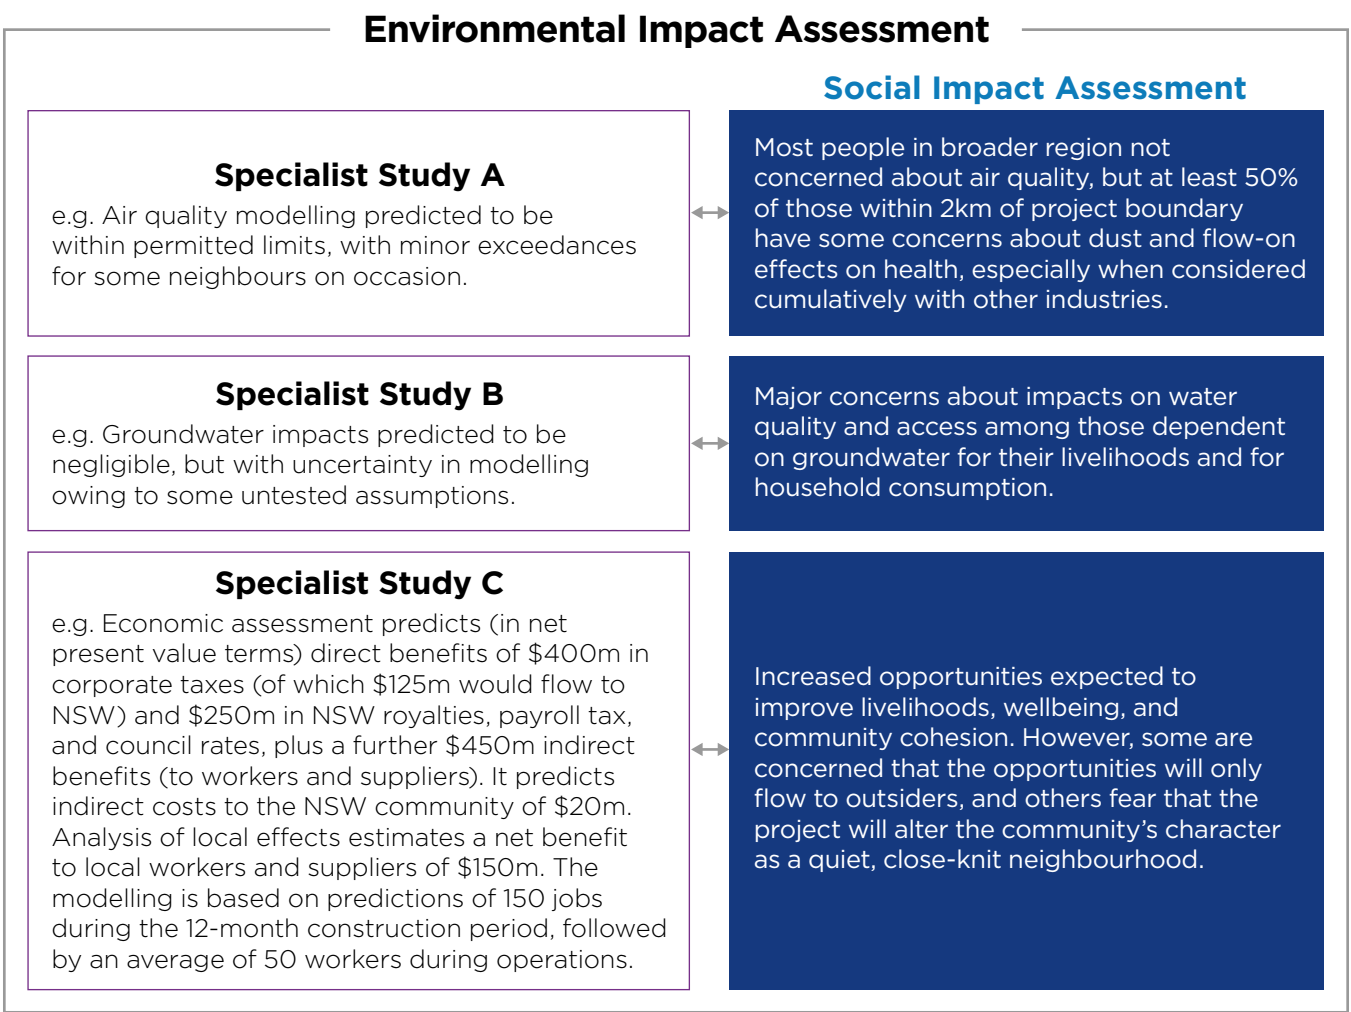 Environmental Impact Assessment
Social Impact Assessment
Specialist Study A
e.g. Air quality modelling predicted to be
within permitted limits, with minor exceedances
for some neighbours on occasion.
Most people in broader region not
concerned about air quality, but at least 50%
of those within 2km of project boundary
have some concerns about dust and flow-on
effects on health, especially when considered
cumulatively with other industries.
Specialist Study B
e.g. Groundwater impacts predicted to be
negligible, but with uncertainty in modelling
owing to some untested assumptions.
Major concerns about impacts on water
quality and access among those dependent
on groundwater for their livelihoods and for
household consumption.
Specialist Study C
e.g. Economic assessment predicts (in net
present value terms) direct benefits of $400m in
corporate taxes (of which $125m would flow to
NSW) and $250m in NSW royalties, payroll tax,
and council rates, plus a further $450m indirect
benefits (to workers and suppliers). It predicts
indirect costs to the NSW community of $20m.
Analysis of local effects estimates a net benefit
to local workers and suppliers of $150m. The
modelling is based on predictions of 150 jobs
during the 12-month construction period, followed
by an average of 50 workers during operations.
Increased opportunities expected to
improve livelihoods, wellbeing, and
community cohesion. However, some are
concerned that the opportunities will only
flow to outsiders, and others fear that the
project will alter the community's character
as a quiet, close-knit neighbourhood.